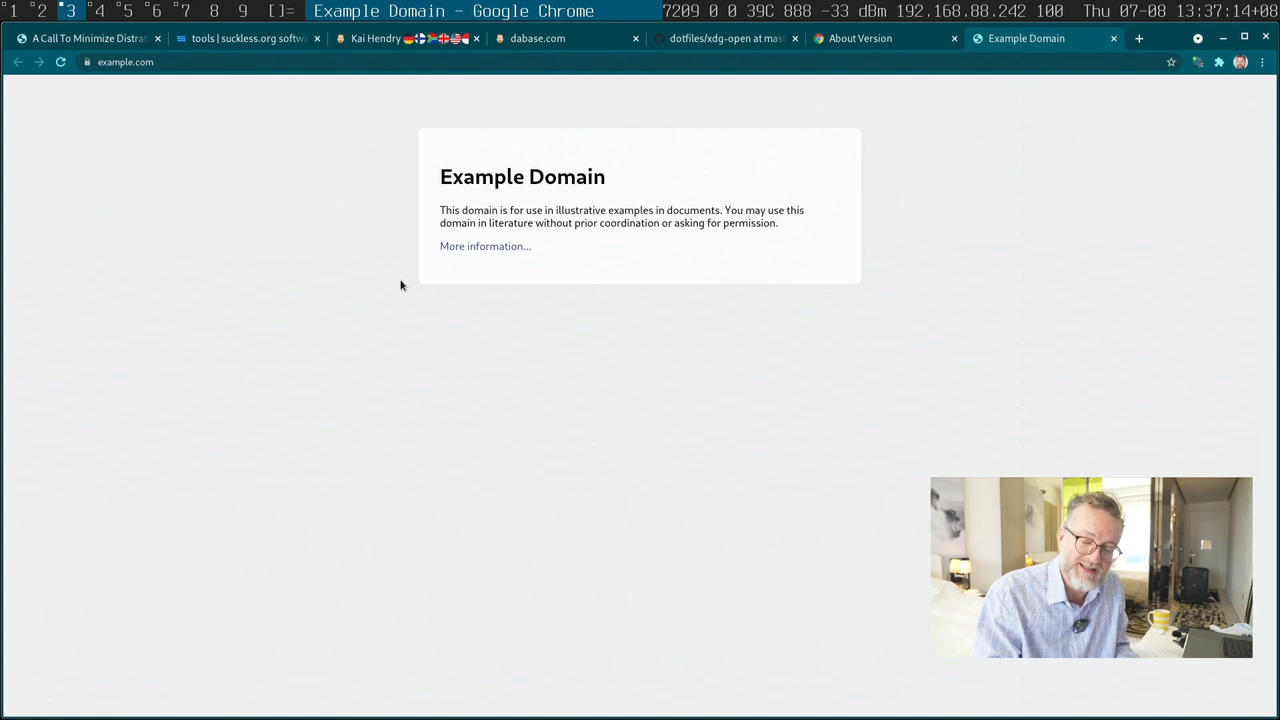 1 2 3 4 5 6 7 8 9 []= Example Domain - Google Chrome 7209 0 0 39C 888 -33 dBm 192.168.88.242 100 Thu 07-08 13:37:14+08
A Call To Minimize Distrat
tools | suckless.org softwa
Kai Hendry
dabase.com
dotfiles/xdg-open at mast
About Version
Example Domain
example.com
Example Domain
This domain is for use in illustrative examples in documents. You may use this
domain in literature without prior coordination or asking for permission.
More information...